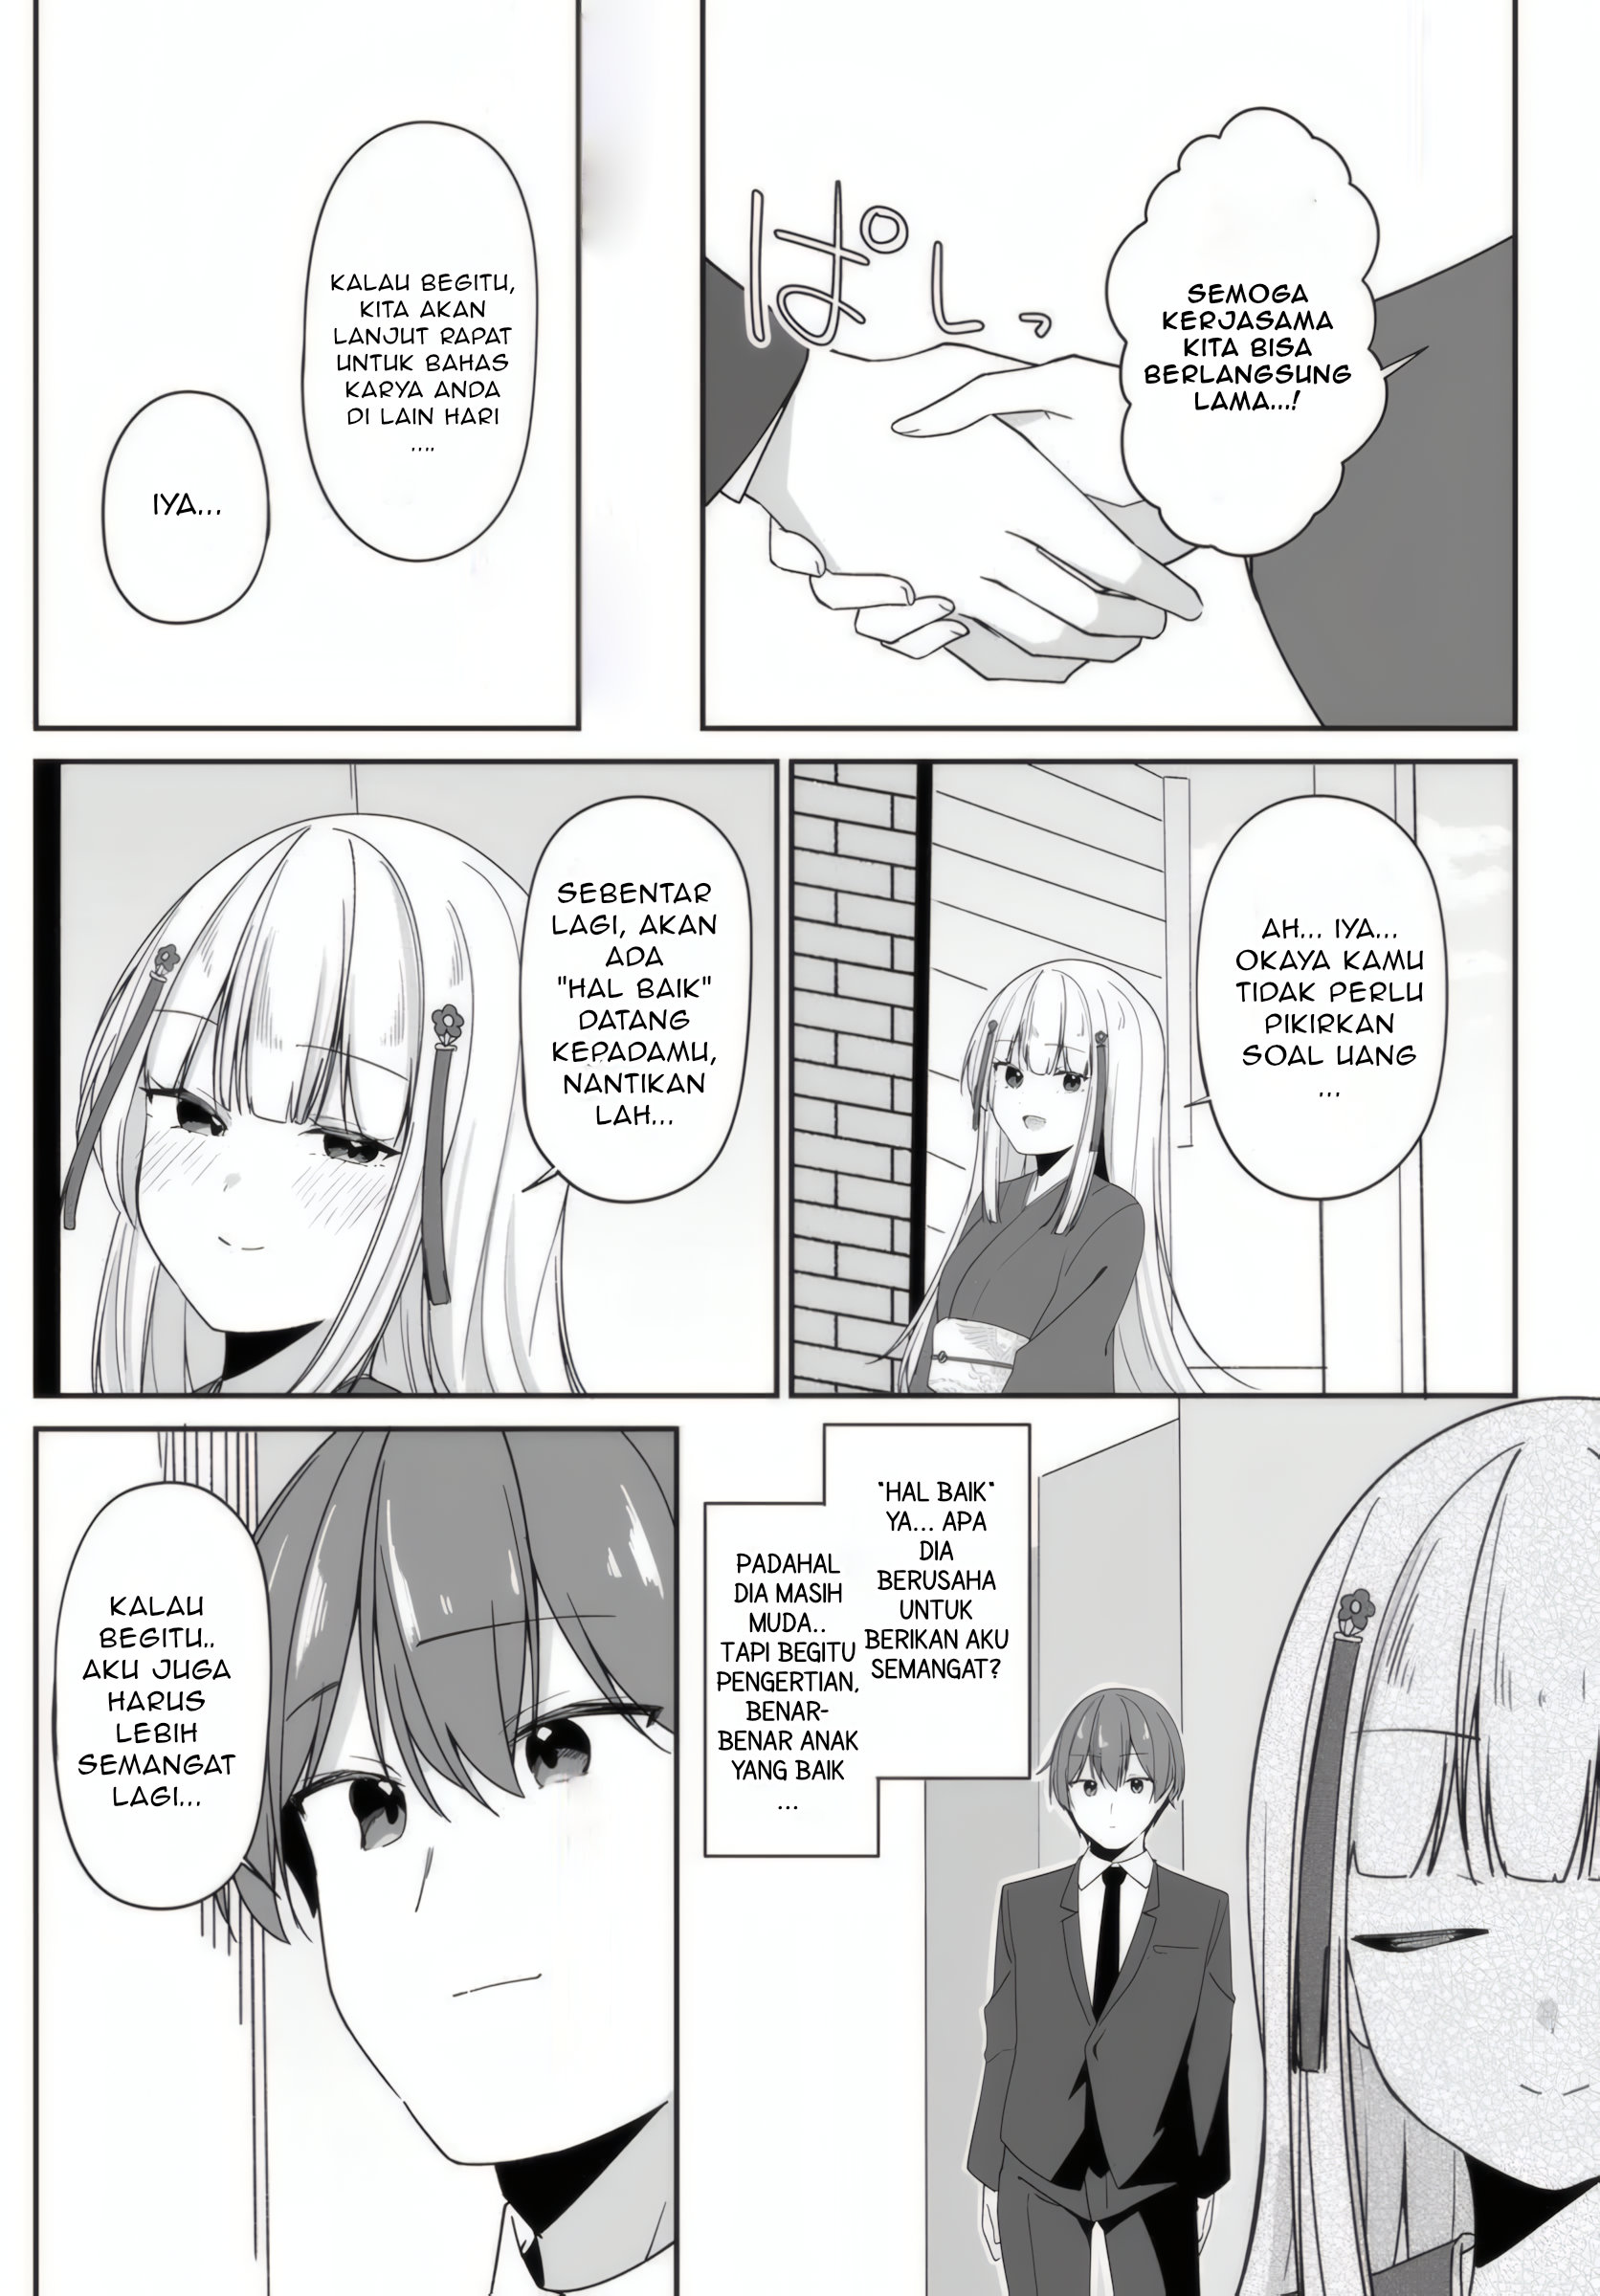 SEMOGA
KERJASAMA
KITA BISA
BERLANGSUNG
LAMA...!
ぱしっ
KALAU BEGITU,
KITA AKAN
LANJUT RAPAT
UNTUK BAHAS
KARYA ANDA
DI LAIN HARI
....
IYA...
AH... IYA...
OKAYA KAMU
TIDAK PERLU
PIKIRKAN
SOAL UANG
...
SEBENTAR
LAGI, AKAN
ADA
"HAL BAIK"
DATANG
KEPADAMU,
NANTIKAN
LAH...
"HAL BAIK"
YA... APA
DIA
BERUSAHA
UNTUK
BERIKAN AKU
SEMANGAT?
PADAHAL
DIA MASIH
MUDA..
TAPI BEGITU
PENGERTIAN,
BENAR-
BENAR ANAK
YANG BAIK
...
KALAU
BEGITU..
AKU JUGA
HARUS
LEBIH
SEMANGAT
LAGI...